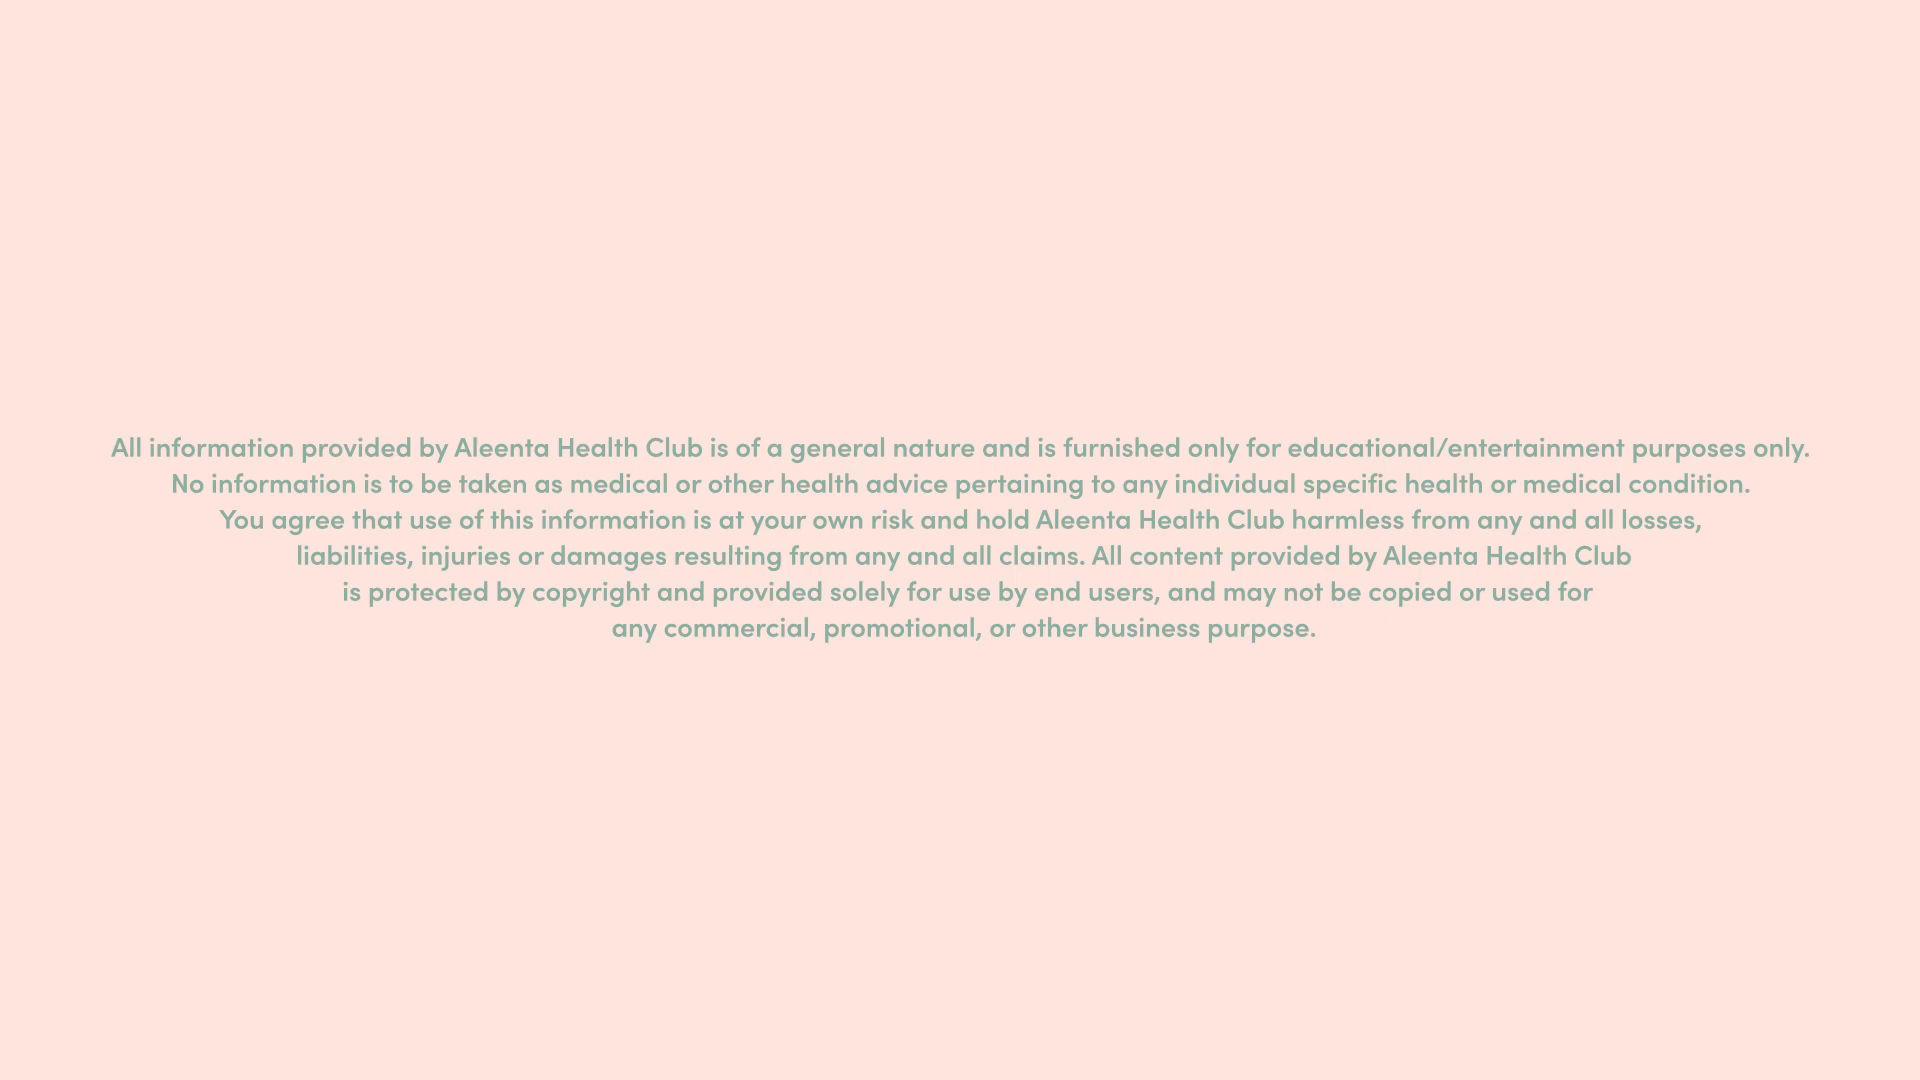 All information provided by Aleenta Health Club is of a general nature and is furnished only for educational/entertainment purposes only.
No information is to be taken as medical or other health advice pertaining to any individual specific health or medical condition.
You agree that use of this information is at your own risk and hold Aleenta Health Club harmless from any and all losses,
liabilities, injuries or damages resulting from any and all claims. All content provided by Aleenta Health Club
is protected by copyright and provided solely for use by end users, and may not be copied or used for
any commercial, promotional, or other business purpose.